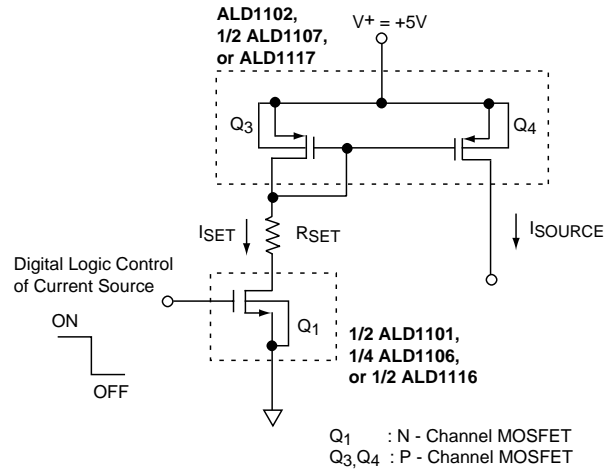 ALD1102,
1/2 ALD1107,
or ALD1117
V+ = +5V
Q3
Q4
ISET
RSET
ISOURCE
Digital Logic Control
of Current Source
ON
OFF
Q1
1/2 ALD1101,
1/4 ALD1106,
or 1/2 ALD1116
Q1 : N - Channel MOSFET
Q3,Q4 : P - Channel MOSFET